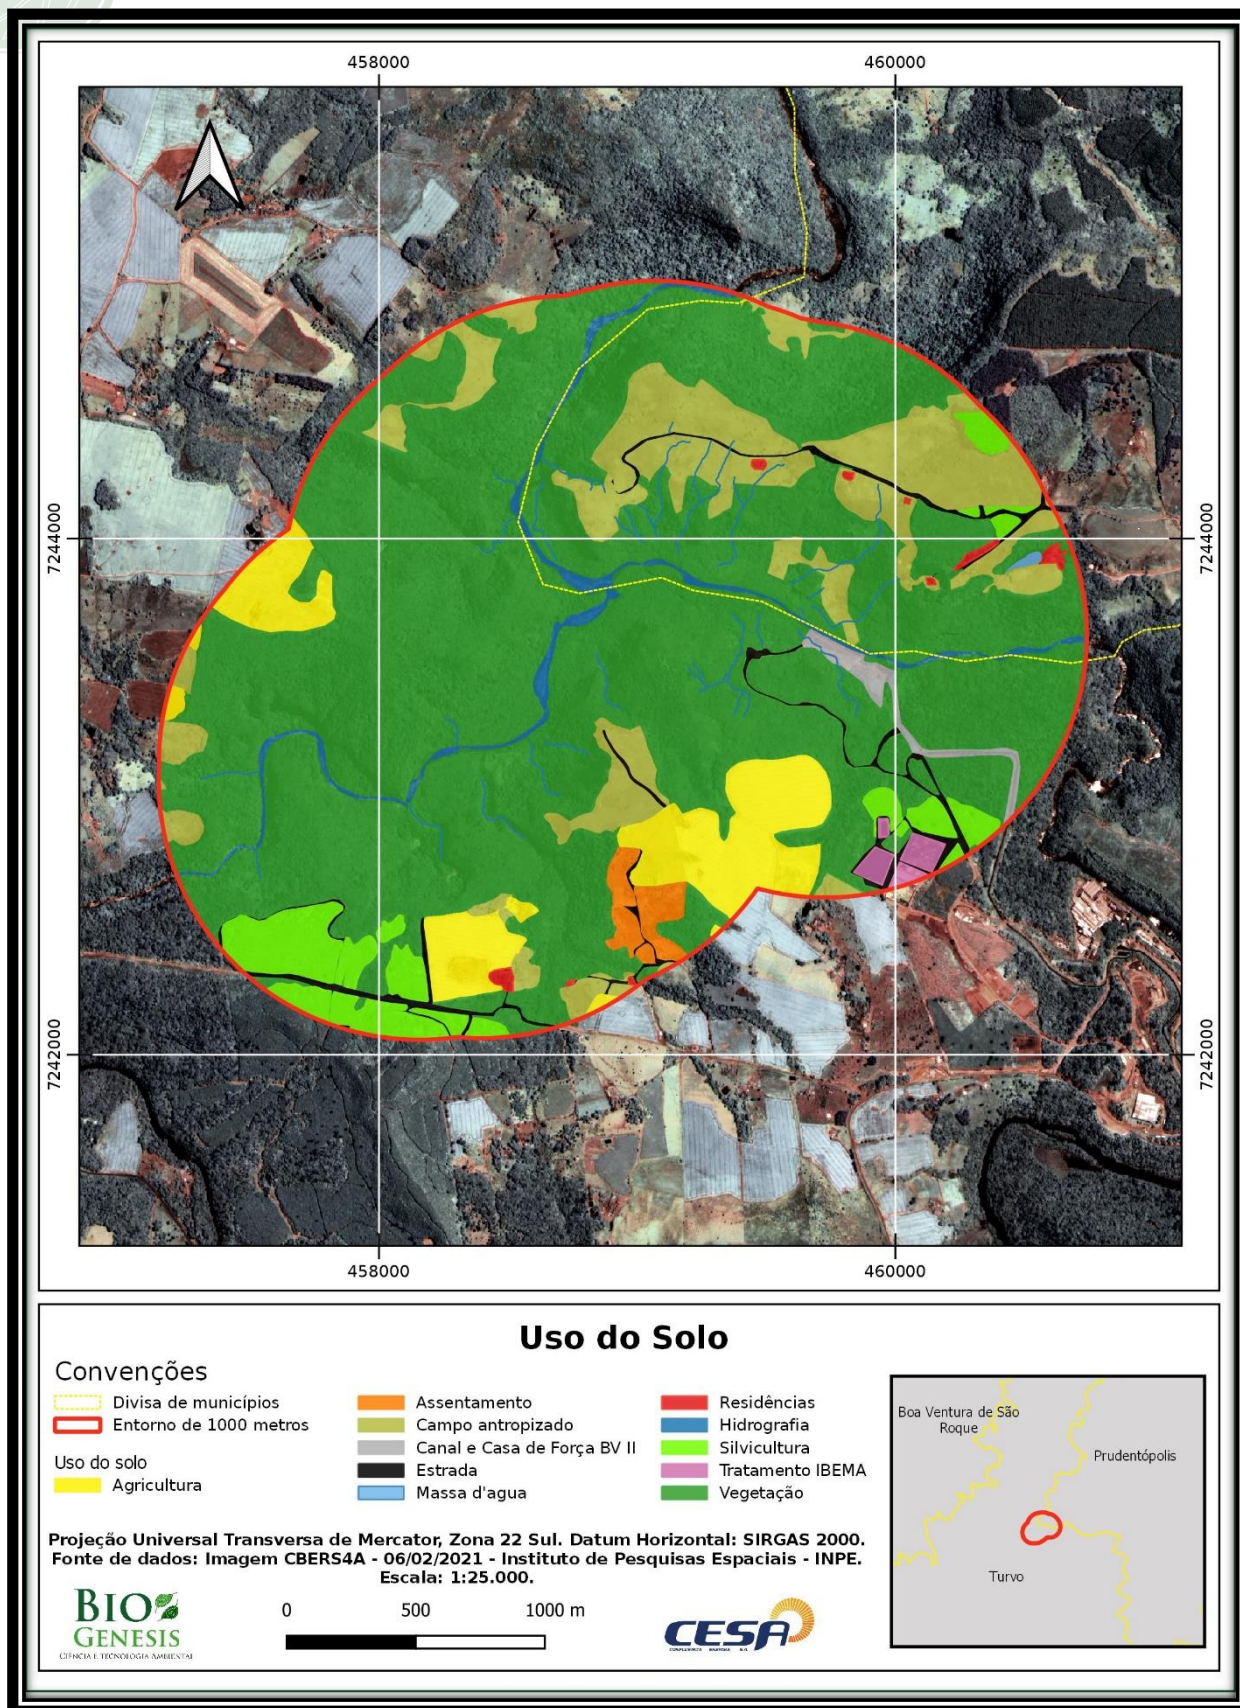 458000
460000
7244000
7244000
7242000
7242000
458000
460000
Uso do Solo
Convenções
Divisa de municípios
Entorno de 1000 metros
Uso do solo
Agricultura
Assentamento
Campo antropizado
Canal e Casa de Força BV II
Estrada
Massa d'agua
Residências
Hidrografia
Silvicultura
Tratamento IBEMA
Vegetação
Boa Ventura de São
Roque
Prudentópolis
Turvo
Projeção Universal Transversa de Mercator, Zona 22 Sul. Datum Horizontal: SIRGAS 2000.
Fonte de dados: Imagem CBERS4A - 06/02/2021 - Instituto de Pesquisas Espaciais - INPE.
Escala: 1:25.000.
BIO
GENESIS
CIÊNCIA E TECNOLOGIA AMBIENTAL
0 500 1000 m
CESA